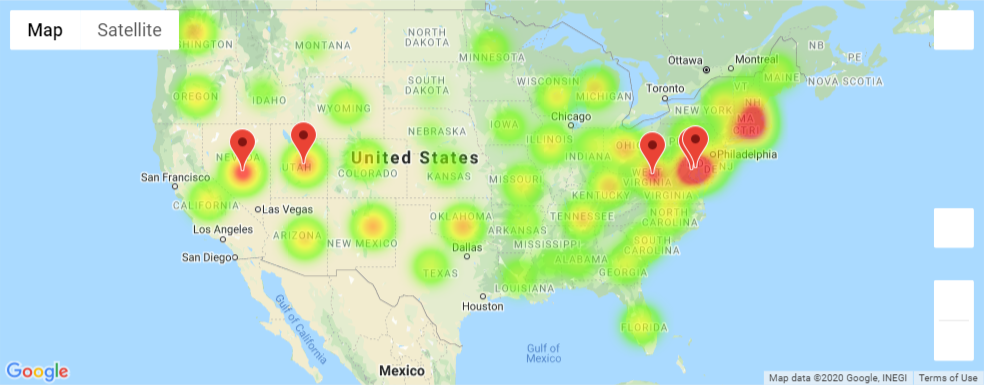 Map
Satellite
NORTH
DAKOTA
MONTANA
MINNESOTA
SOUTH
DAKOTA
WISCONSIN
MICHIGAN
Ottawa
Montreal
NB
PE
MAINE
NOVA SCOTIA
VT
NH
Toronto
NEW YORK
MA
CT RI
OREGON
IDAHO
WYOMING
Chicago
IOWA
NEBRASKA
ILLINOIS
INDIANA
Philadelphia
NJ
DE
United States
UTAH
COLORADO
KANSAS
MISSOURI
WEST
VIRGINIA
KENTUCKY
VIRGINIA
San Francisco
CALIFORNIA
Las Vegas
Los Angeles
ARIZONA
NEW MEXICO
OKLAHOMA
ARKANSAS
TENNESSEE
NORTH
CAROLINA
SOUTH
CAROLINA
San Diego
Dallas
MISSISSIPPI
ALABAMA
GEORGIA
TEXAS
LOUISIANA
Houston
FLORIDA
Gulf of
California
Gulf of
Mexico
Mexico
Google
Map data ©2020 Google, INEGI
Terms of Use